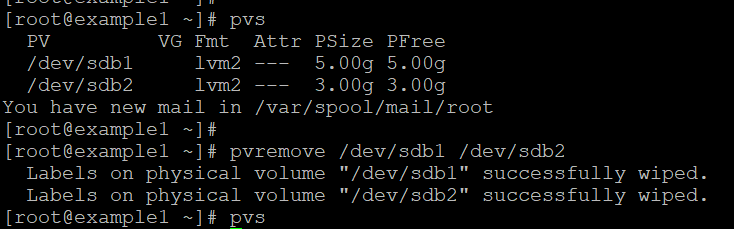 [root@example1 ~]#
[root@example1 ~]# pvs
  PV         VG Fmt  Attr PSize PFree
  /dev/sdb1     lvm2 ---  5.00g 5.00g
  /dev/sdb2     lvm2 ---  3.00g 3.00g
You have new mail in /var/spool/mail/root
[root@example1 ~]#
[root@example1 ~]# pvremove /dev/sdb1 /dev/sdb2
  Labels on physical volume "/dev/sdb1" successfully wiped.
  Labels on physical volume "/dev/sdb2" successfully wiped.
[root@example1 ~]# pvs